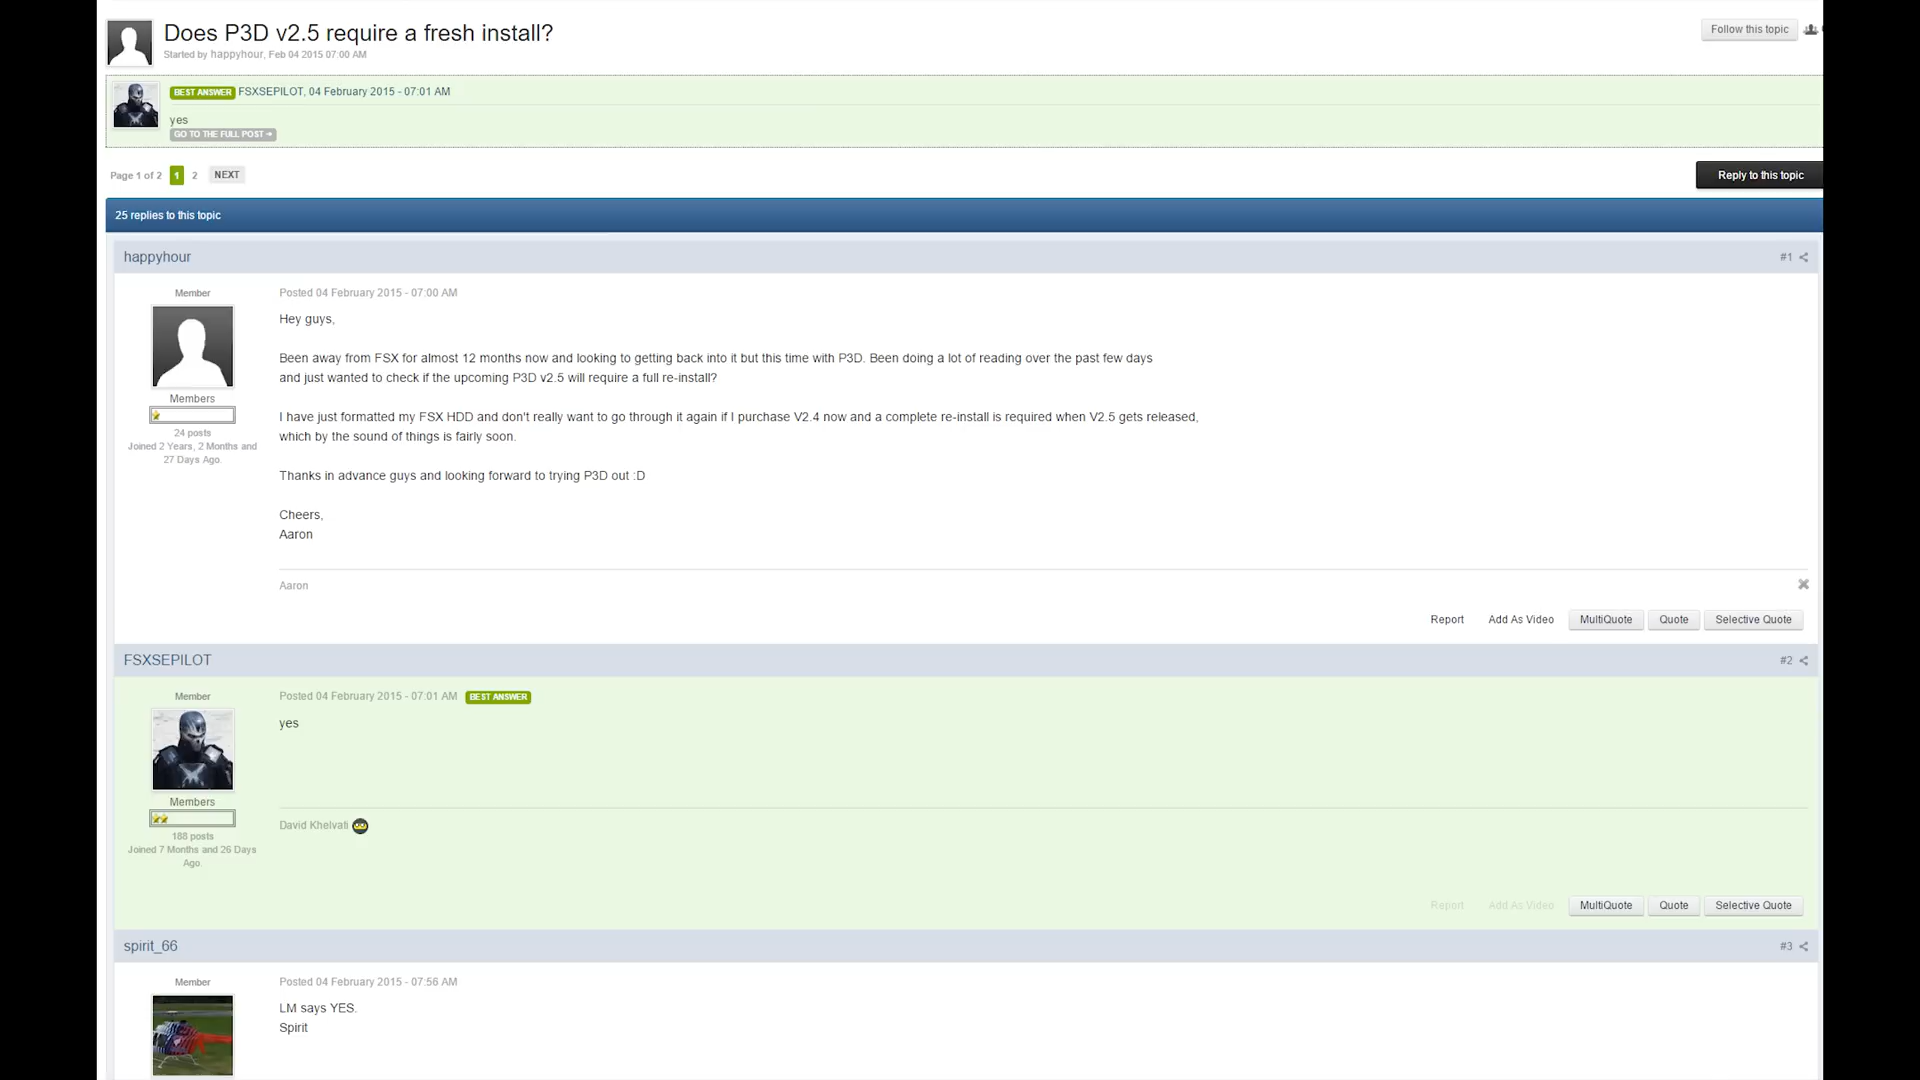 Does P3D v2.5 require a fresh install?
Follow this topic
Started by happyhour, Feb 04 2015 07:00 AM
BEST ANSWER FSXSEPILOT, 04 February 2015 - 07:01 AM
yes
GO TO THE FULL POST →
Page 1 of 2 1 2 NEXT
Reply to this topic
25 replies to this topic
happyhour #1
Member
Posted 04 February 2015 - 07:00 AM
Hey guys,
Been away from FSX for almost 12 months now and looking to getting back into it but this time with P3D. Been doing a lot of reading over the past few days
and just wanted to check if the upcoming P3D v2.5 will require a full re-install?
Members
I have just formatted my FSX HDD and don't really want to go through it again if I purchase V2.4 now and a complete re-install is required when V2.5 gets released,
which by the sound of things is fairly soon.
24 posts
Joined 2 Years, 2 Months and
27 Days Ago.
Thanks in advance guys and looking forward to trying P3D out :D
Cheers,
Aaron
Aaron
Report Add As Video MultiQuote Quote Selective Quote
FSXSEPILOT #2
Member
Posted 04 February 2015 - 07:01 AM BEST ANSWER
yes
Members
David Khelvati
188 posts
Joined 7 Months and 26 Days
Ago.
Report Add As Video MultiQuote Quote Selective Quote
spirit_66 #3
Member
Posted 04 February 2015 - 07:56 AM
LM says YES.
Spirit